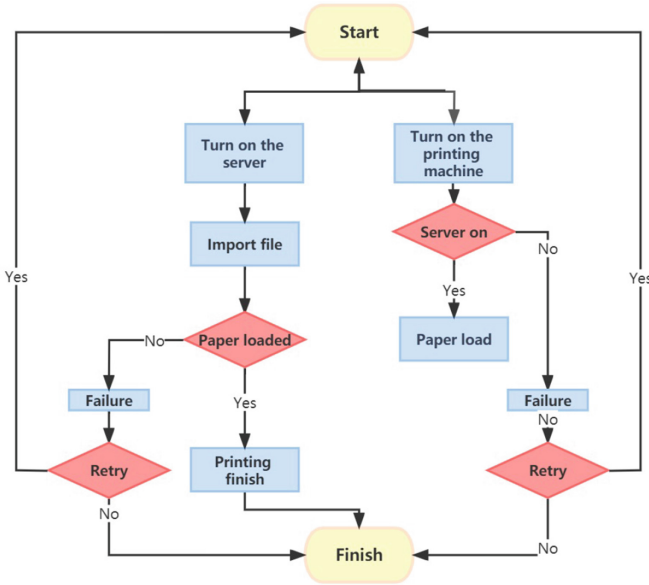 Start
Turn on the
server
Turn on the
printing
machine
Import file
Server on
No
Yes
Yes
Yes
Paper loaded
Paper load
No
Failure
Yes
Failure
No
Retry
Printing
finish
Retry
No
No
Finish